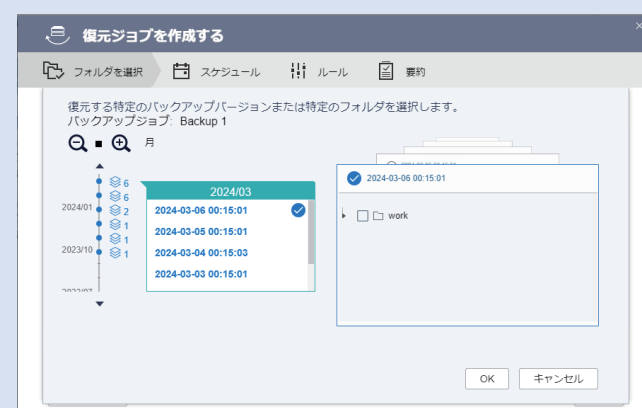 復元ジョブを作成する
フォルダを選択 スケジュール ルール 要約
復元する特定のバックアップバージョンまたは特定のフォルダを選択します。
バックアップジョブ: Backup 1
月
6
6
2024/01 2
1
1
2023/10 1
2024/03
2024-03-06 00:15:01
2024-03-05 00:15:01
2024-03-04 00:15:03
2024-03-03 00:15:01
2024-03-06 00:15:01
work
OK キャンセル